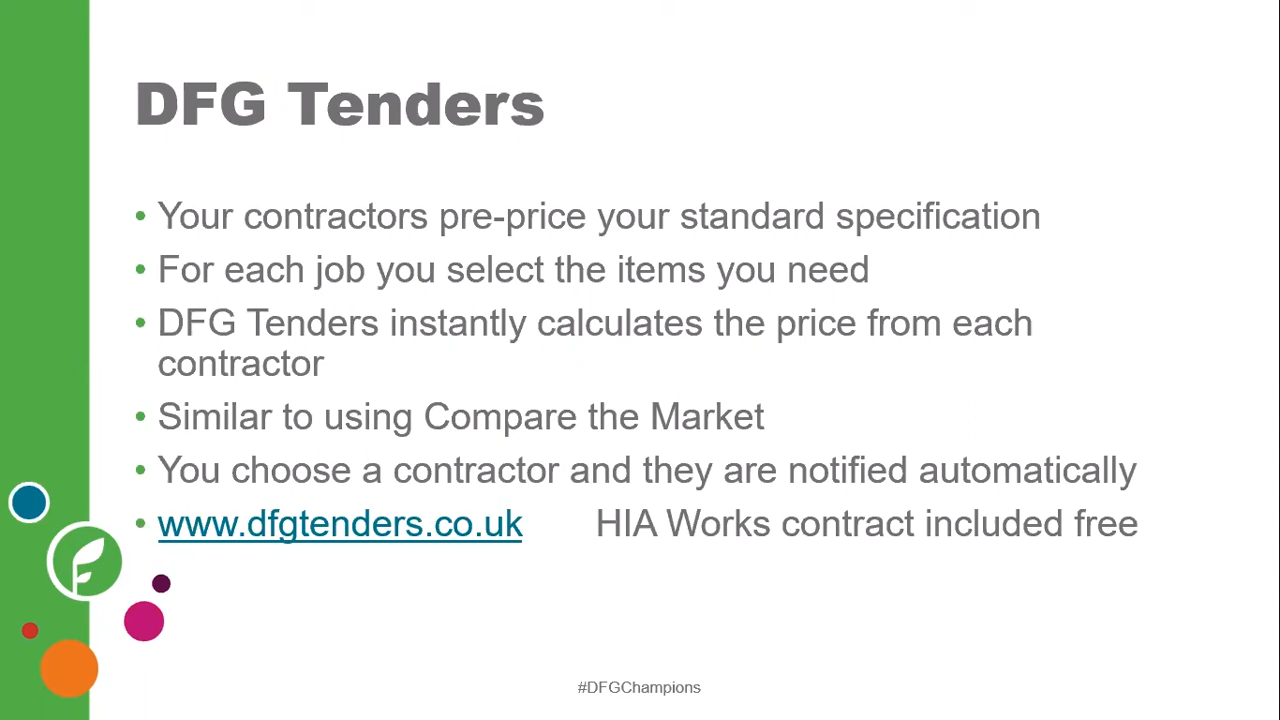 DFG Tenders
• Your contractors pre-price your standard specification
• For each job you select the items you need
• DFG Tenders instantly calculates the price from each
contractor
• Similar to using Compare the Market
• You choose a contractor and they are notified automatically
• www.dfgtenders.co.uk HIA Works contract included free
#DFGChampions